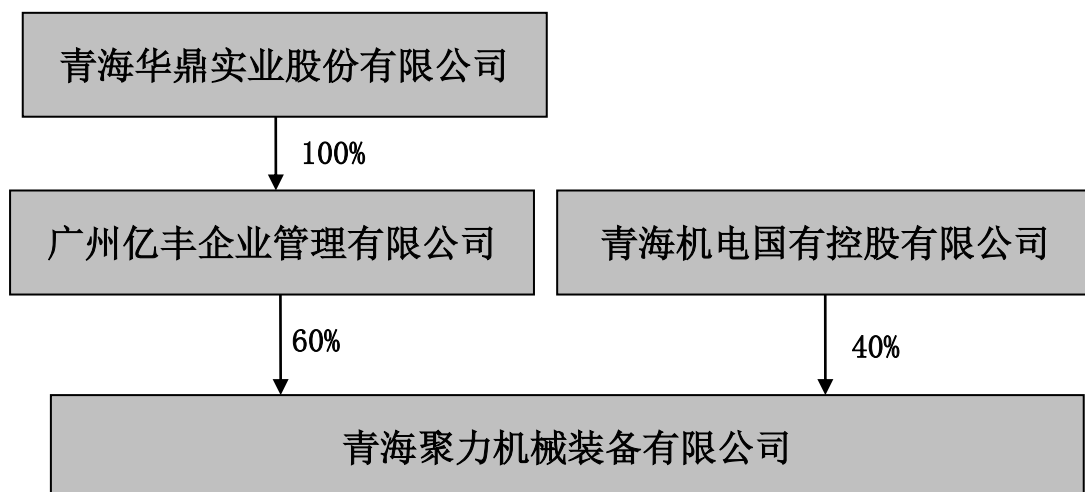 青海华鼎实业股份有限公司
100%
广州亿丰企业管理有限公司
青海机电国有控股有限公司
60%
40%
青海聚力机械装备有限公司